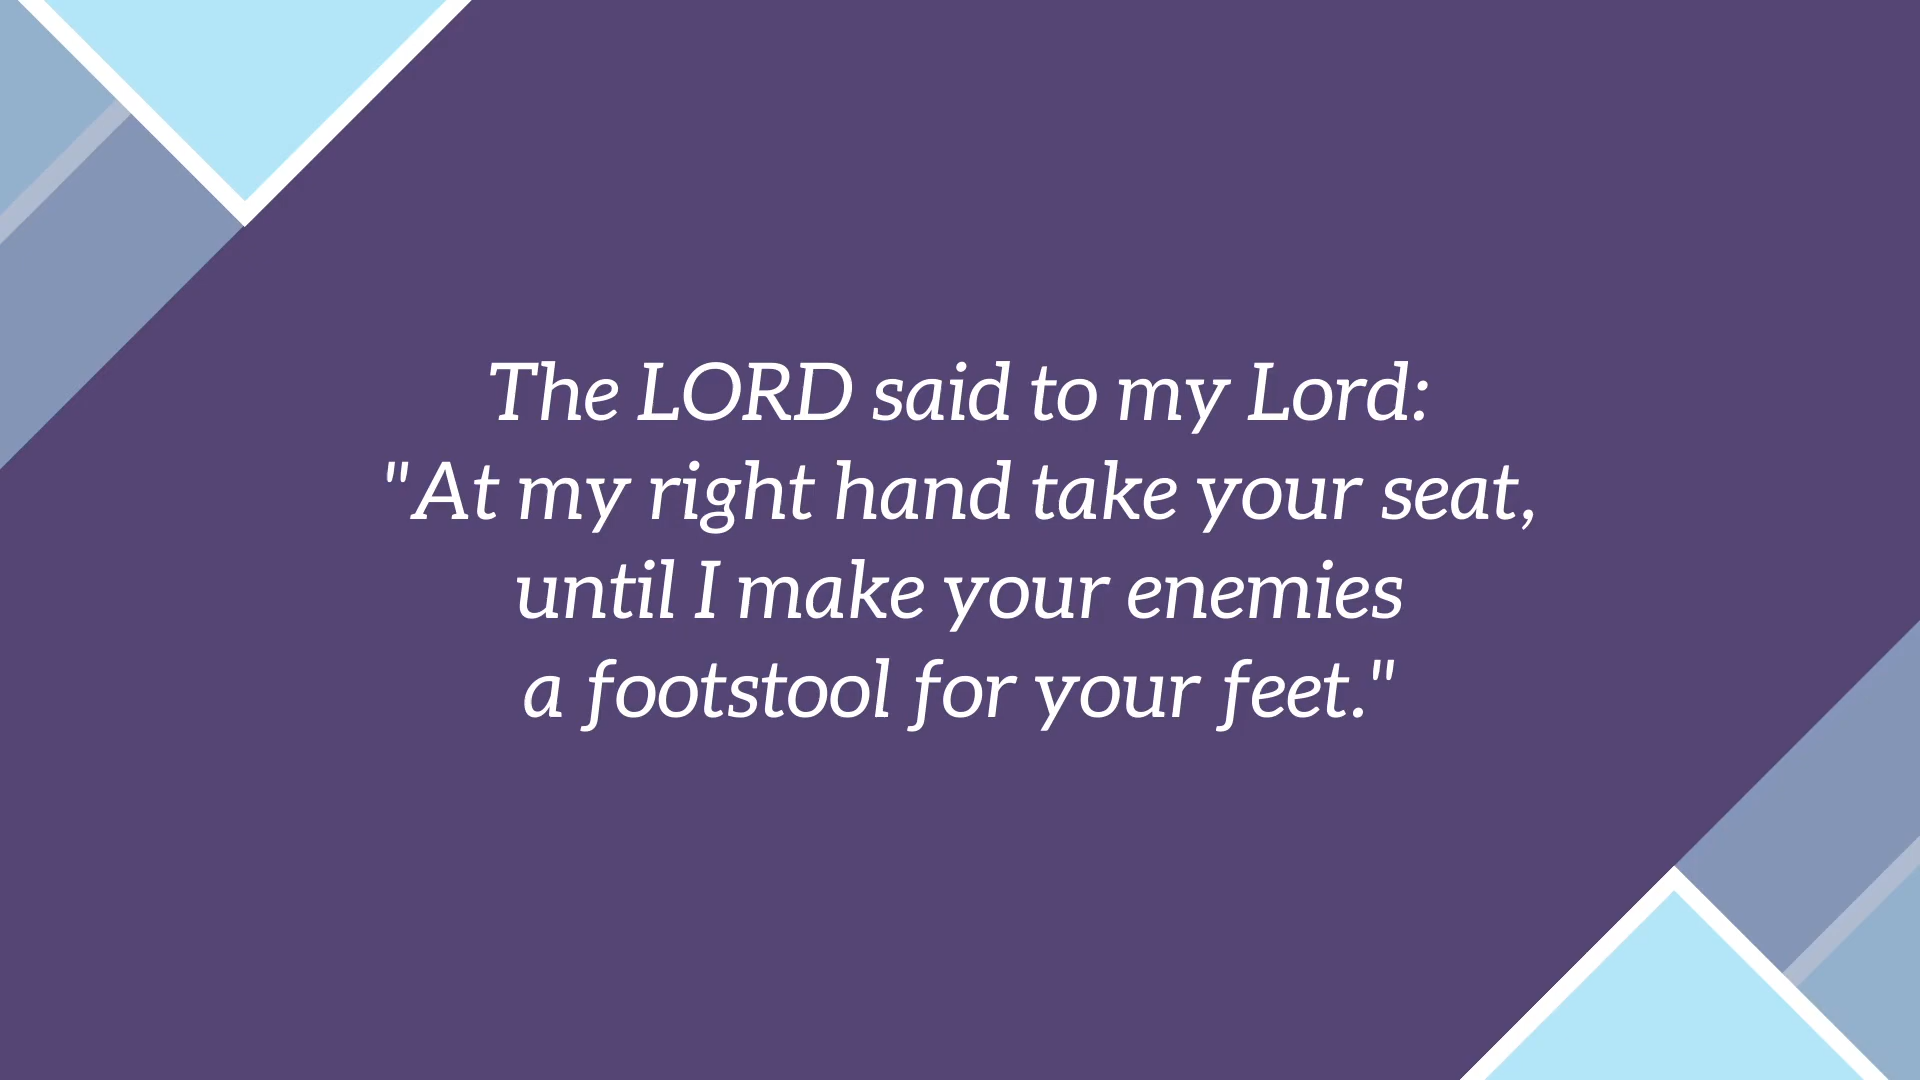 The LORD said to my Lord:
"At my right hand take your seat,
until I make your enemies
a footstool for your feet."